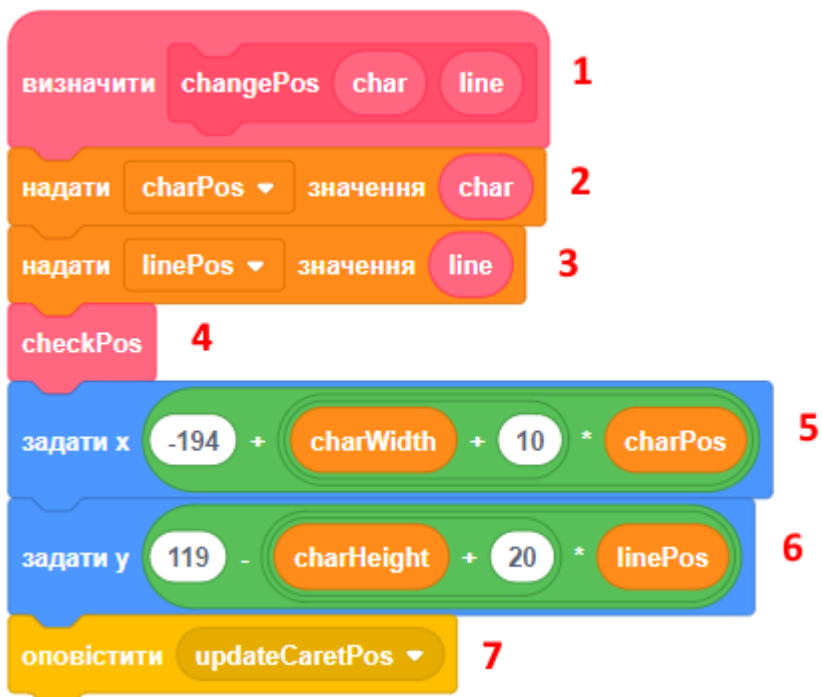 визначити changePos char line 1
надати charPos значення char 2
надати linePos значення line 3
checkPos 4
задати x -194 + charWidth + 10 * charPos 5
задати y 119 - charHeight + 20 * linePos 6
оповістити updateCaretPos 7